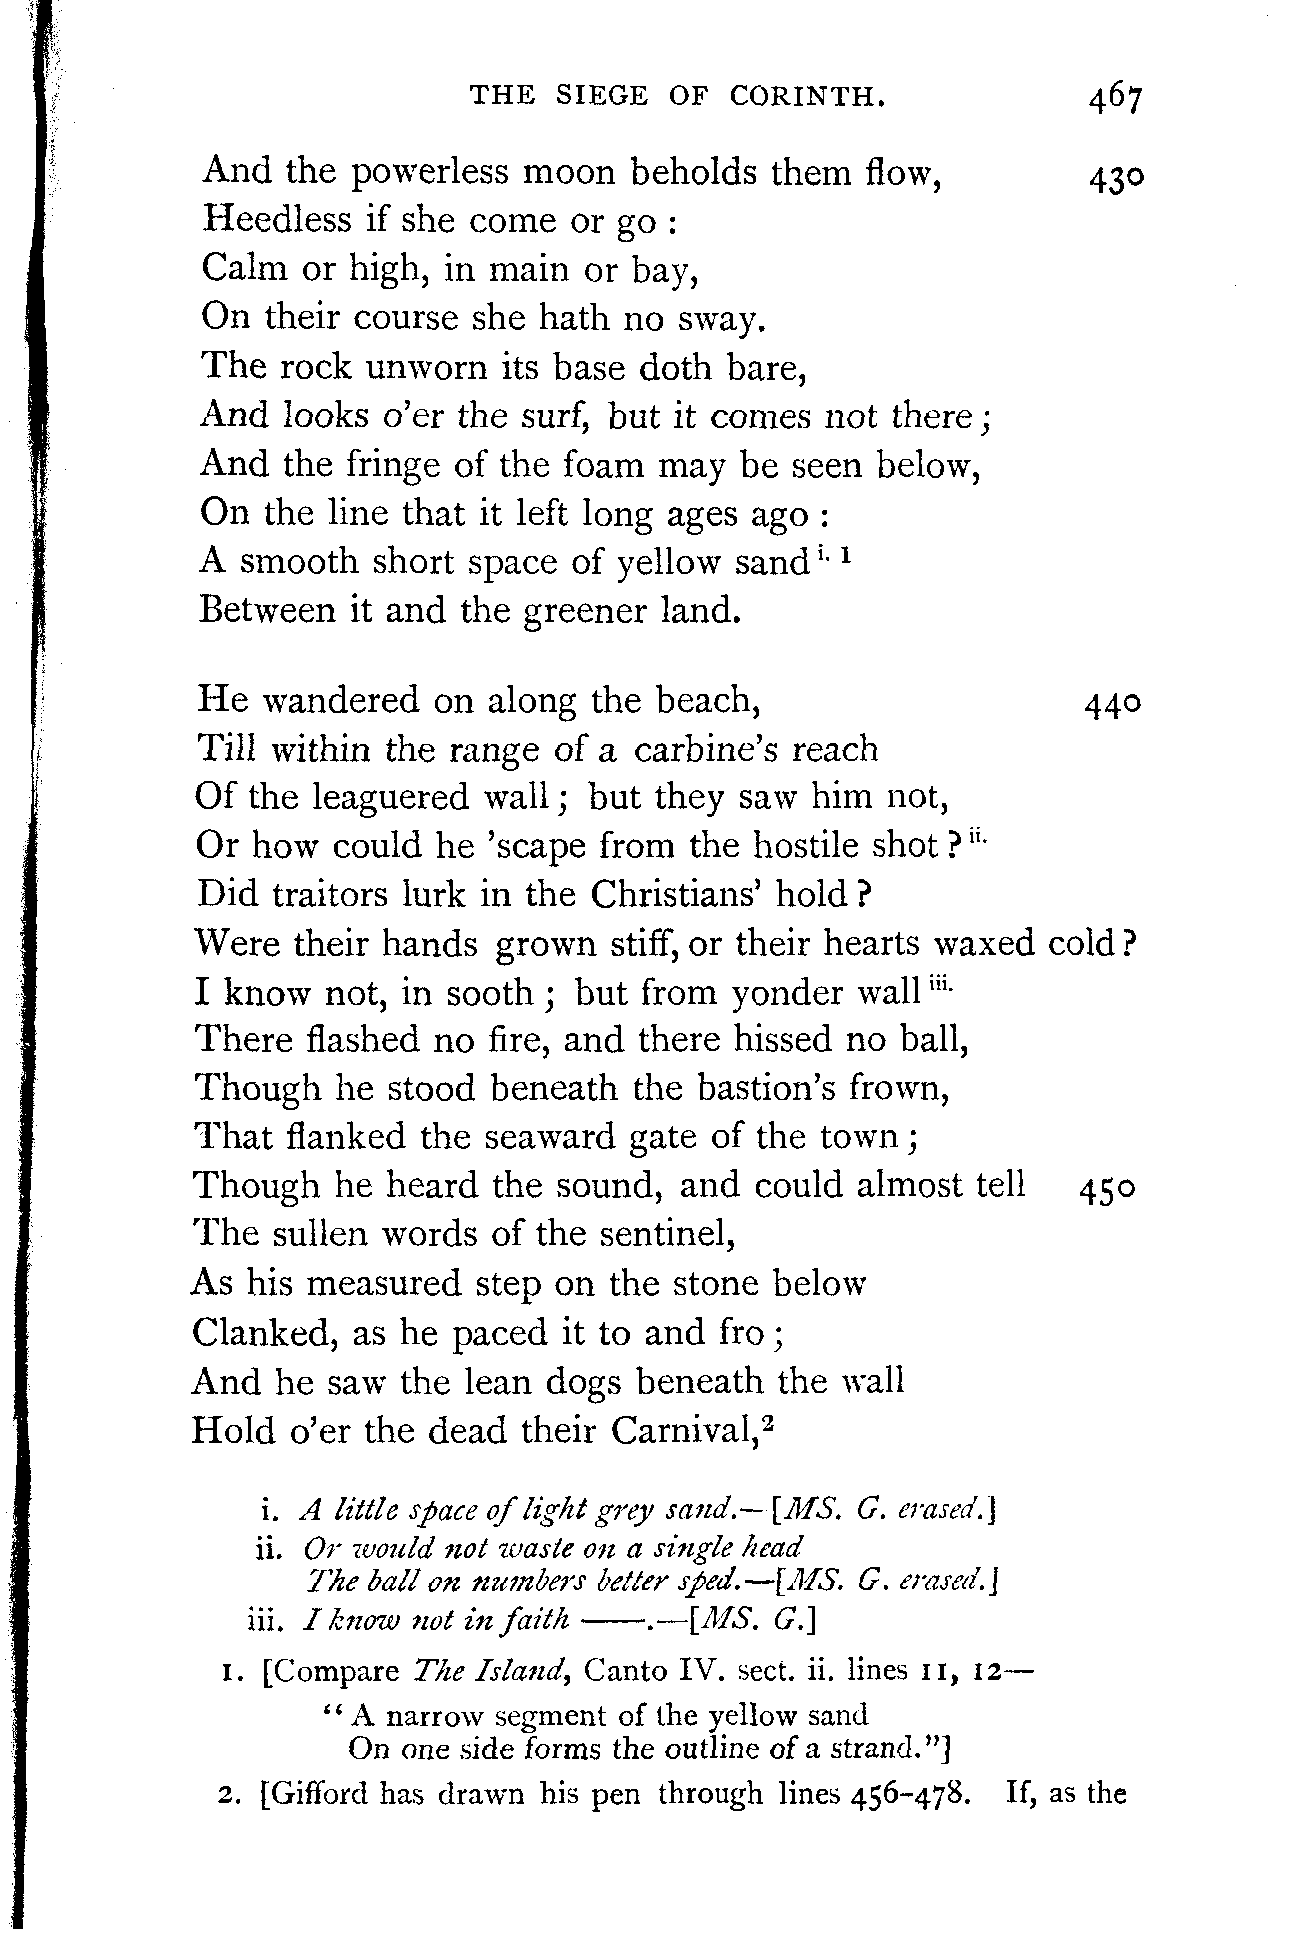 THE SIEGE OF CORINTH. 467
And the powerless moon beholds them flow, 430
Heedless if she come or go :
Calm or high, in main or bay,
On their course she hath no sway.
The rock unworn its base doth bare,
And looks o'er the surf, but it comes not there ;
And the fringe of the foam may be seen below,
On the line that it left long ages ago :
A smooth short space of yellow sand i. 1
Between it and the greener land.
He wandered on along the beach, 440
Till within the range of a carbine's reach
Of the leaguered wall ; but they saw him not,
Or how could he 'scape from the hostile shot ? ii.
Did traitors lurk in the Christians' hold ?
Were their hands grown stiff, or their hearts waxed cold ?
I know not, in sooth ; but from yonder wall iii.
There flashed no fire, and there hissed no ball,
Though he stood beneath the bastion's frown,
That flanked the seaward gate of the town ;
Though he heard the sound, and could almost tell 450
The sullen words of the sentinel,
As his measured step on the stone below
Clanked, as he paced it to and fro ;
And he saw the lean dogs beneath the wall
Hold o'er the dead their Carnival,2
i. A little space of light grey sand.—[MS. G. erased.]
ii. Or would not waste on a single head
The ball on numbers better sped.—[MS. G. erased.]
iii. I know not in faith ——.—[MS. G.]
1. [Compare The Island, Canto IV. sect. ii. lines 11, 12—
"A narrow segment of the yellow sand
On one side forms the outline of a strand."]
2. [Gifford has drawn his pen through lines 456–478. If, as the